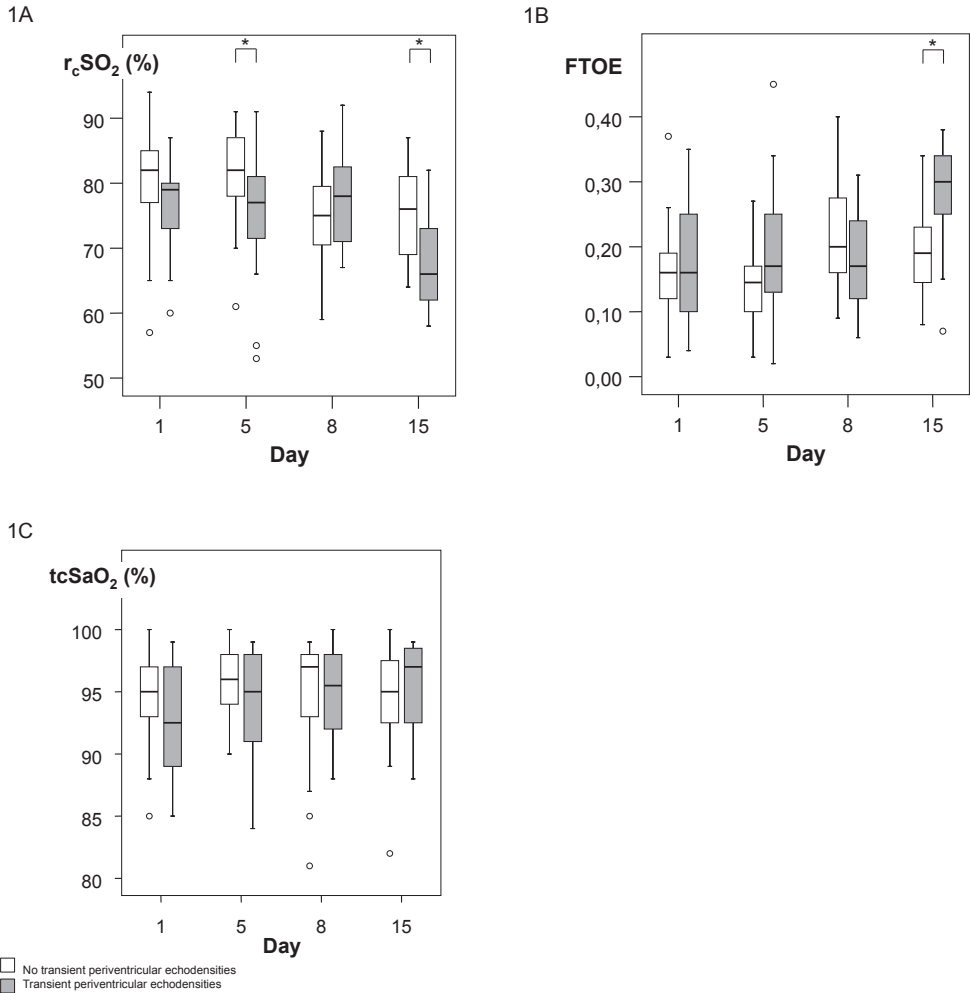 1A
r_cSO_2 (%)
*
*
90
80
70
60
50
1
5
8
15
Day
1B
FTOE
*
0,40
0,30
0,20
0,10
0,00
1
5
8
15
Day
1C
tcSaO_2 (%)
100
95
90
85
80
1
5
8
15
Day
No transient periventricular echodensities
Transient periventricular echodensities